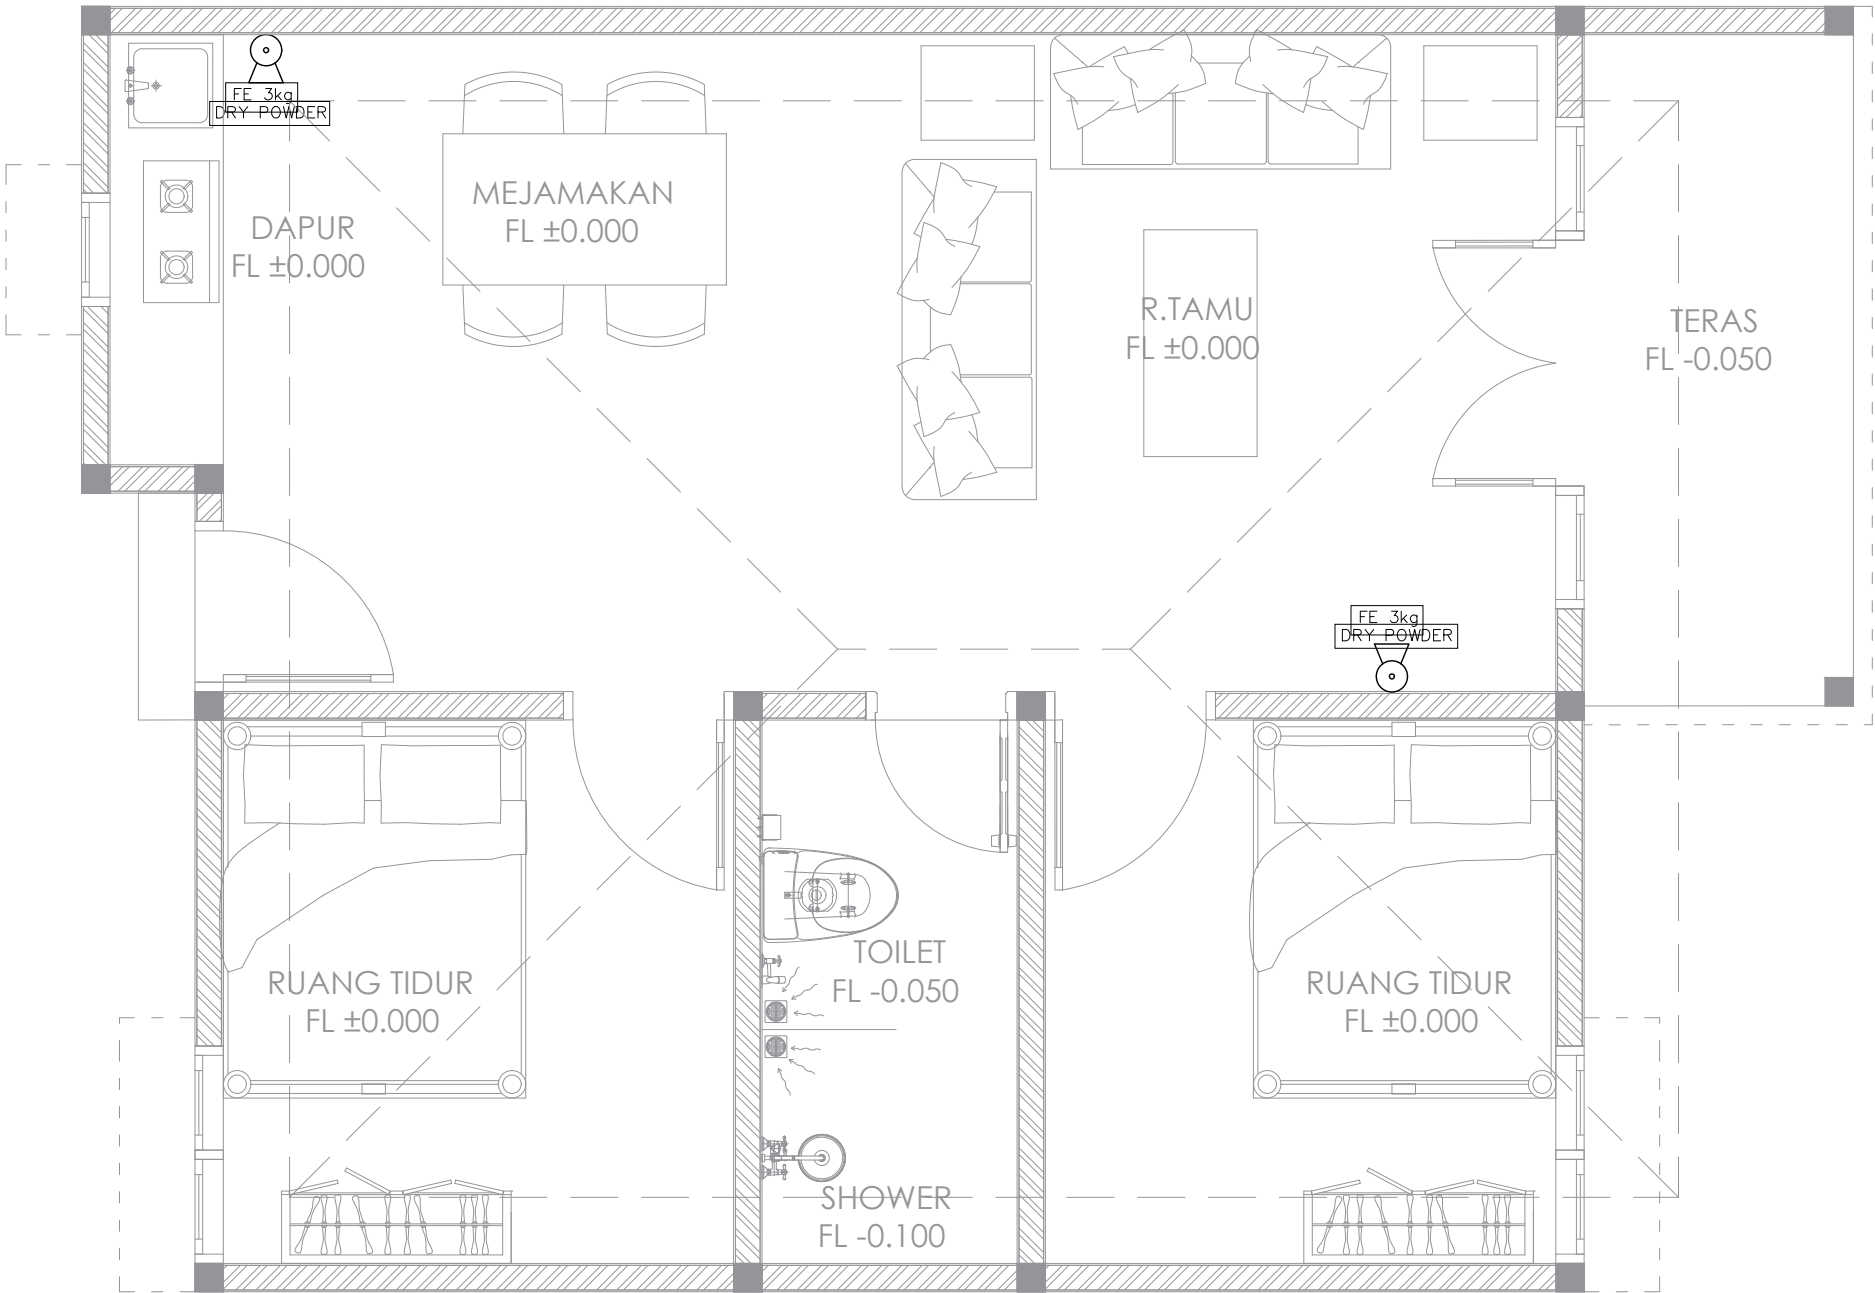 FE 3kg
DRY POWDER
MEJAMAKAN
FL ±0.000
DAPUR
FL ±0.000
R.TAMU
FL ±0.000
TERAS
FL -0.050
FE 3kg
DRY POWDER
TOILET
FL -0.050
RUANG TIDUR
FL ±0.000
RUANG TIDUR
FL ±0.000
SHOWER
FL -0.100